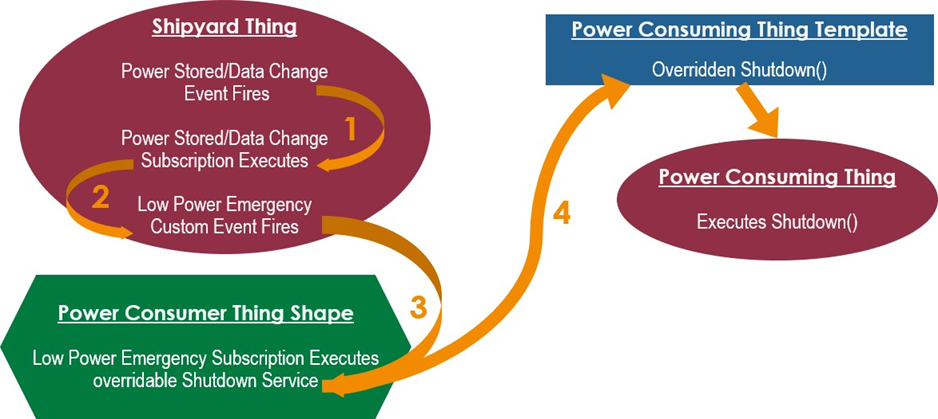 Shipyard Thing
Power Stored/Data Change
Event Fires
1
Power Stored/Data Change
Subscription Executes
2
Low Power Emergency
Custom Event Fires
3
Power Consumer Thing Shape
Low Power Emergency Subscription Executes
overridable Shutdown Service
4
Power Consuming Thing Template
Overridden Shutdown()
Power Consuming Thing
Executes Shutdown()